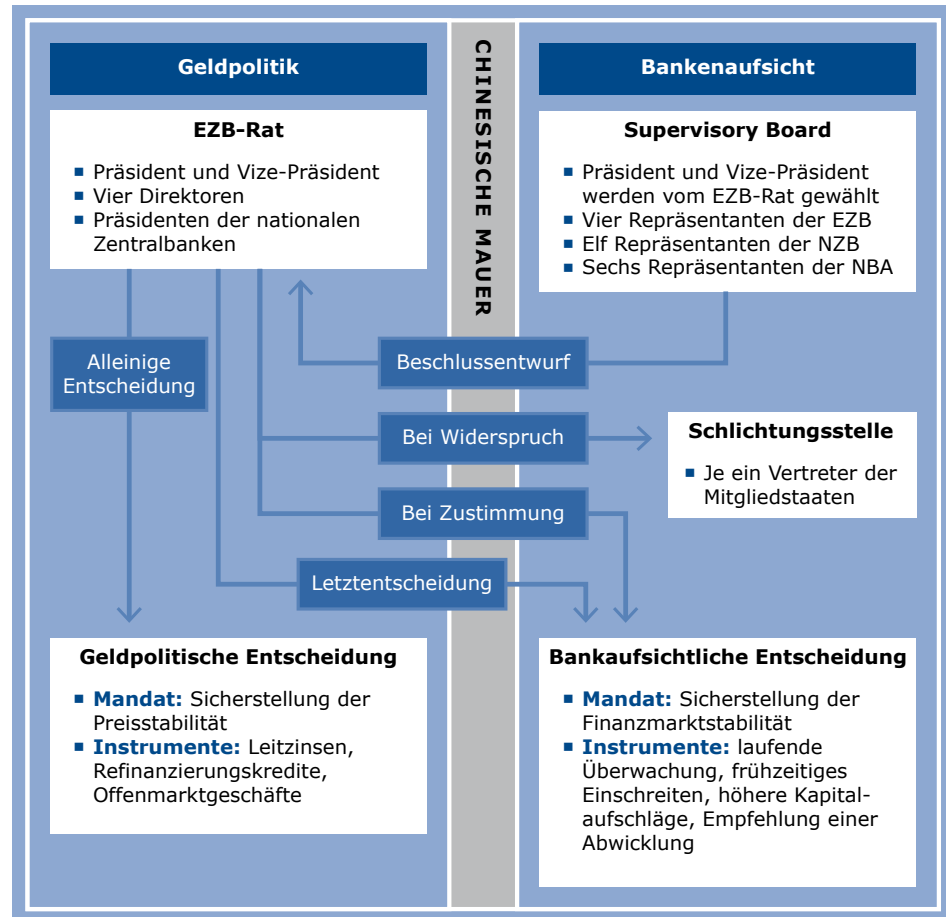 Geldpolitik
EZB-Rat
▪ Präsident und Vize-Präsident
▪ Vier Direktoren
▪ Präsidenten der nationalen
Zentralbanken
CHINESISCHE MAUER
Bankenaufsicht
Supervisory Board
▪ Präsident und Vize-Präsident
werden vom EZB-Rat gewählt
▪ Vier Repräsentanten der EZB
▪ Elf Repräsentanten der NZB
▪ Sechs Repräsentanten der NBA
Alleinige
Entscheidung
Beschlussentwurf
Bei Widerspruch
Schlichtungsstelle
▪ Je ein Vertreter der
Mitgliedstaaten
Bei Zustimmung
Letztentscheidung
Geldpolitische Entscheidung
▪ Mandat: Sicherstellung der
Preisstabilität
▪ Instrumente: Leitzinsen,
Refinanzierungskredite,
Offenmarktgeschäfte
Bankaufsichtliche Entscheidung
▪ Mandat: Sicherstellung der
Finanzmarktstabilität
▪ Instrumente: laufende
Überwachung, frühzeitiges
Einschreiten, höhere Kapital-
aufschläge, Empfehlung einer
Abwicklung